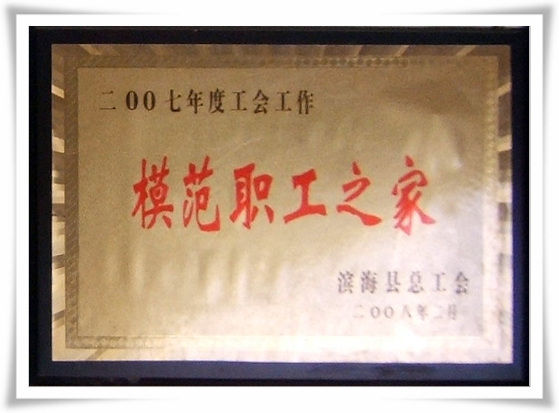 二00七年度工会工作
模范职工之家
滨海县总工会
二00八年二月